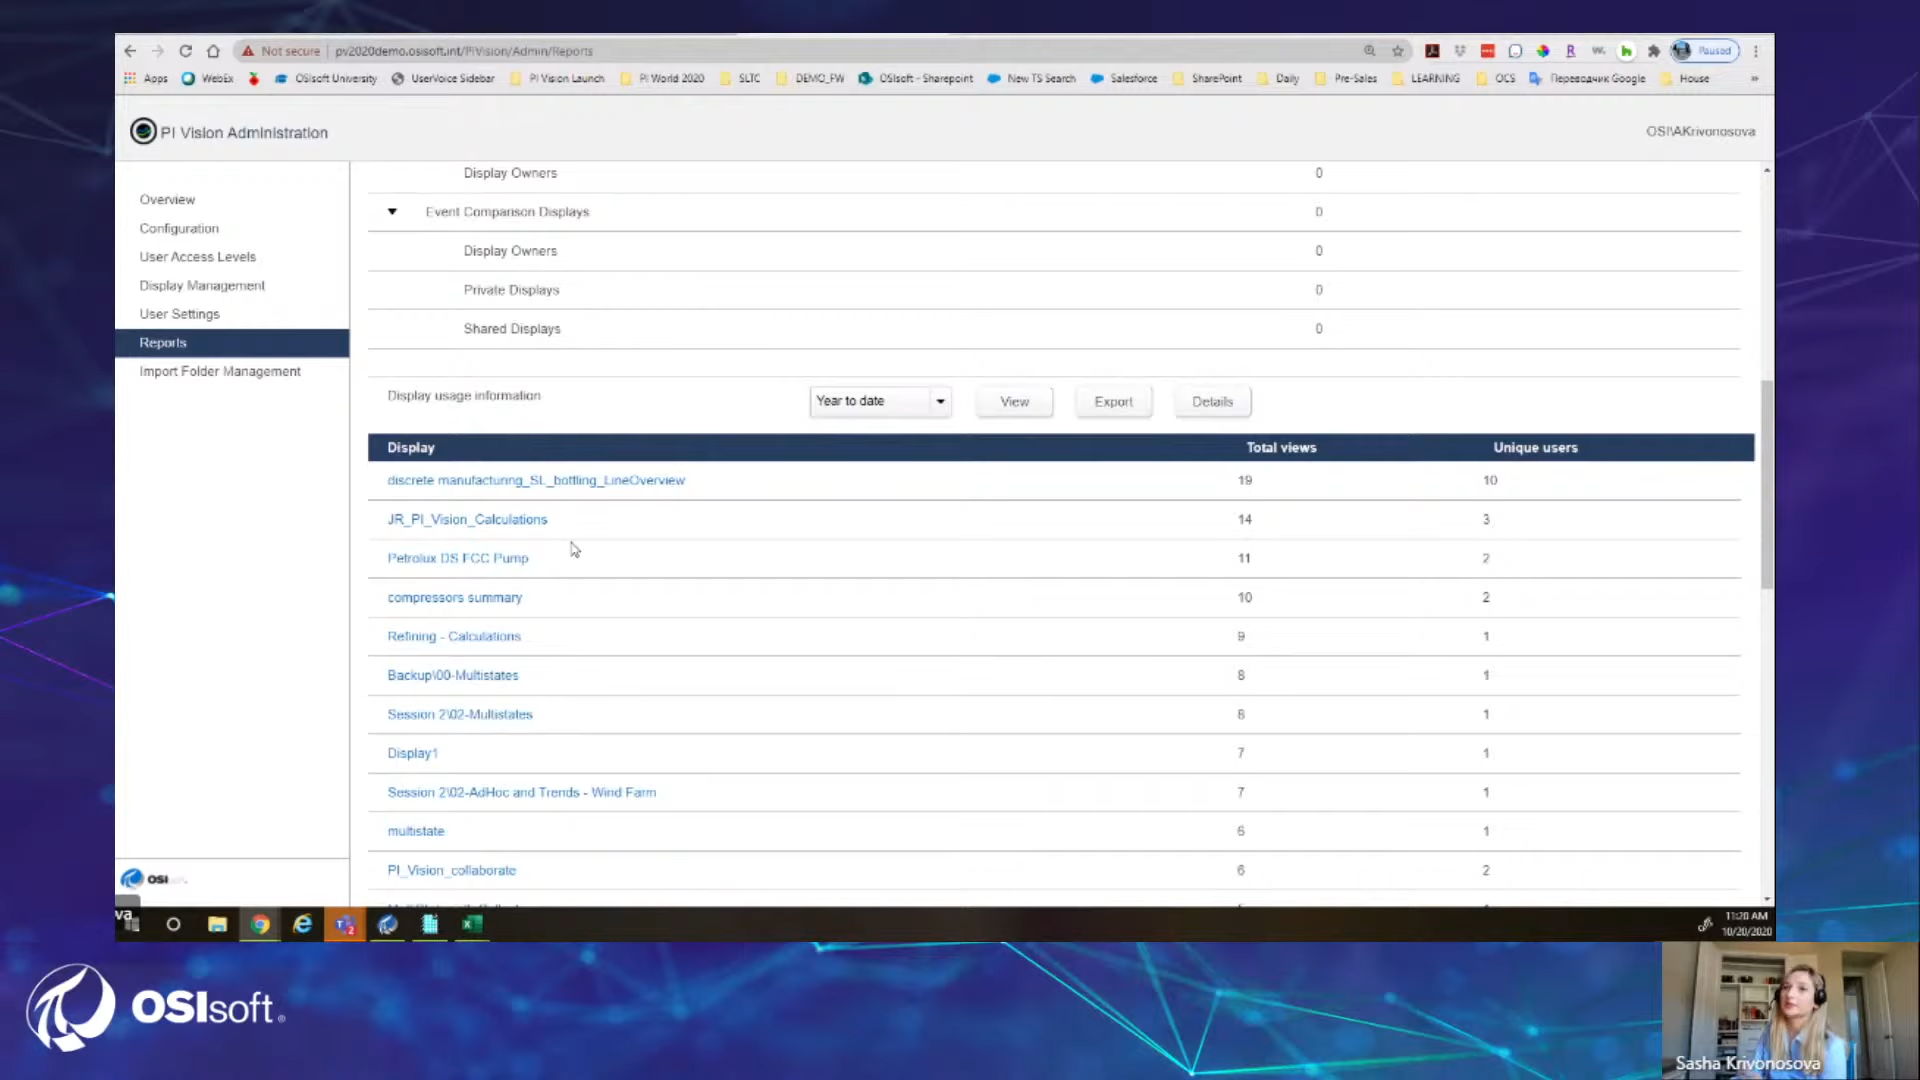 Not secure | pv2020demo.osisoft.int/PIVision/Admin/Reports
Paused
Apps WebEx OSIsoft University UserVoice Sidebar PI Vision Launch PI World 2020 SLTC DEMO_FW OSIsoft - Sharepoint New TS Search Salesforce SharePoint Daily Pre-Sales LEARNING OCS Переводчик Google House »
PI Vision Administration
OSI\AKrivonosova
Overview
Configuration
User Access Levels
Display Management
User Settings
Reports
Import Folder Management
Display Owners 0
Event Comparison Displays 0
Display Owners 0
Private Displays 0
Shared Displays 0
Display usage information Year to date View Export Details
Display Total views Unique users
discrete manufacturing_SL_bottling_LineOverview 19 10
JR_PI_Vision_Calculations 14 3
Petrolux DS FCC Pump 11 2
compressors summary 10 2
Refining - Calculations 9 1
Backup\00-Multistates 8 1
Session 2\02-Multistates 8 1
Display1 7 1
Session 2\02-AdHoc and Trends - Wind Farm 7 1
multistate 6 1
PI_Vision_collaborate 6 2
OSI
va
11:20 AM
10/20/2020
OSIsoft.
Sasha Krivonosova